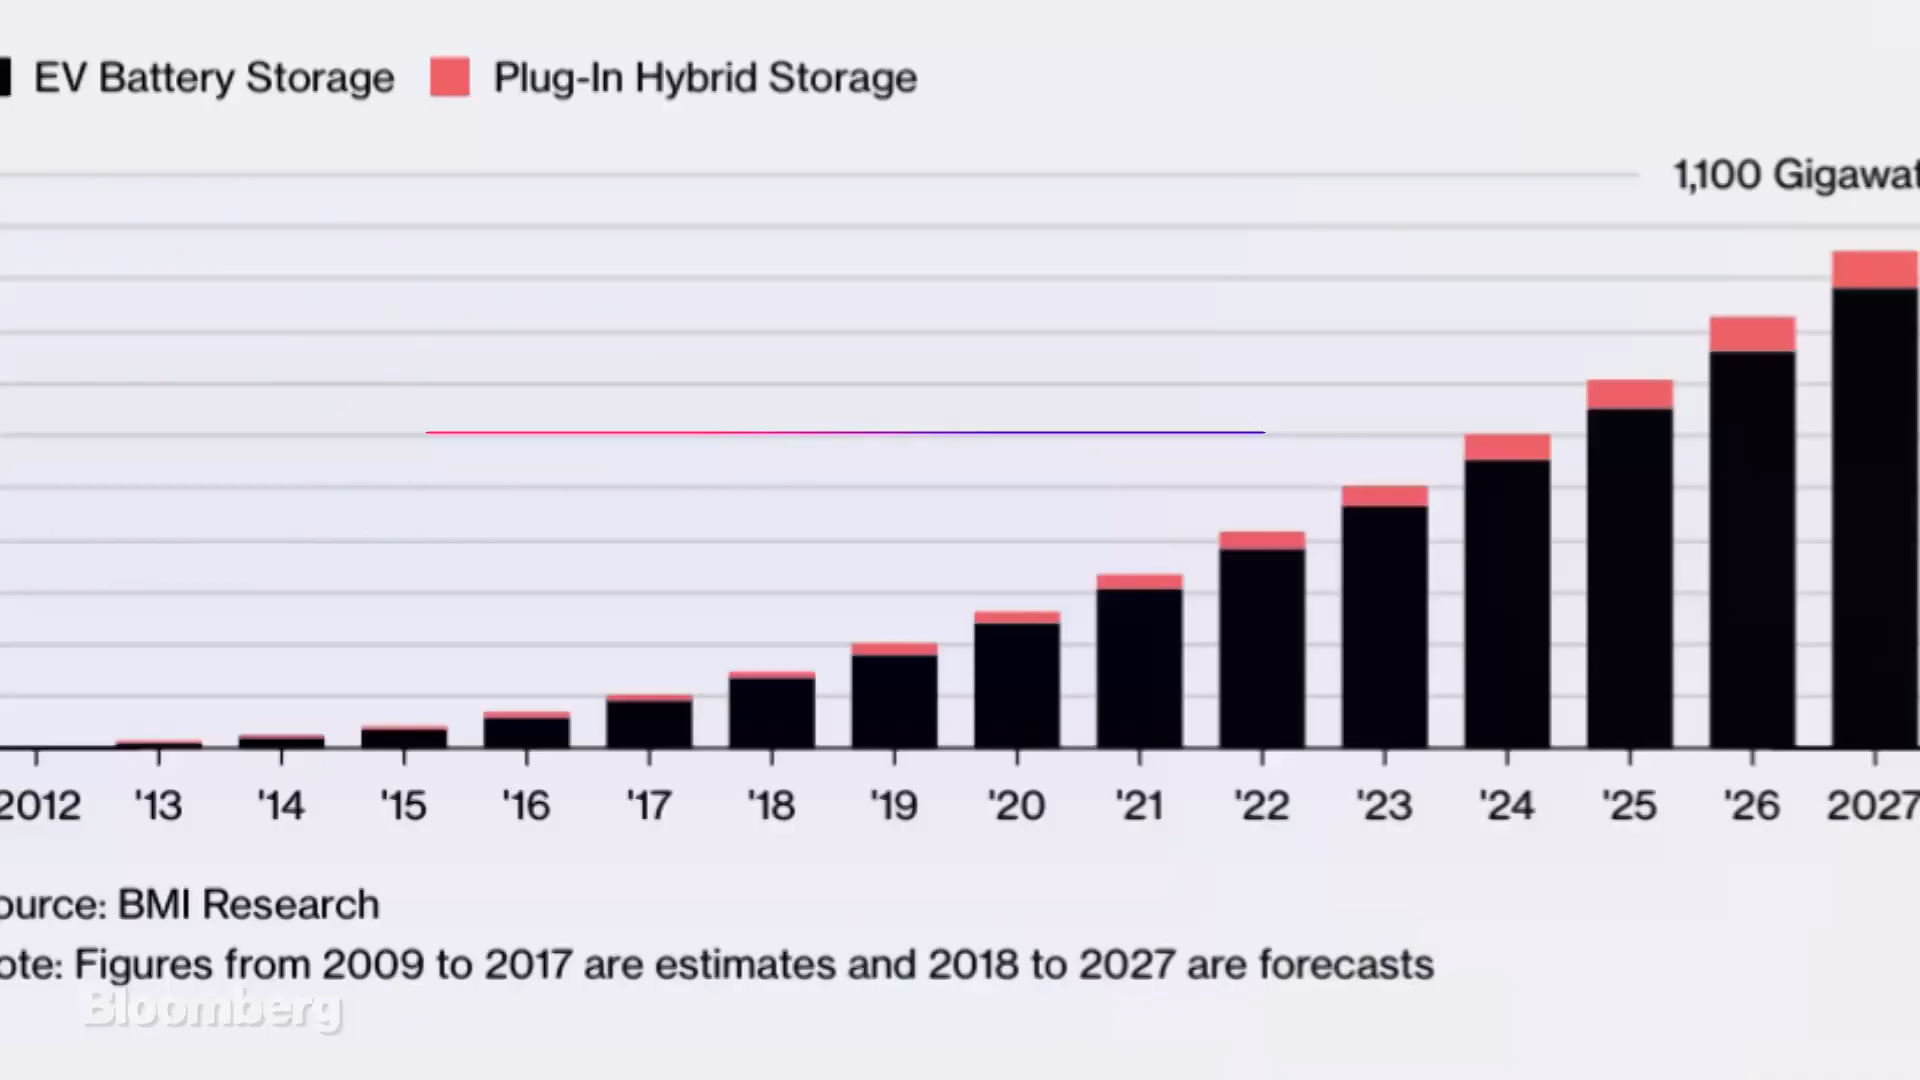 EV Battery Storage Plug-In Hybrid Storage
1,100 Gigawat
2012 '13 '14 '15 '16 '17 '18 '19 '20 '21 '22 '23 '24 '25 '26 2027
ource: BMI Research
ote: Figures from 2009 to 2017 are estimates and 2018 to 2027 are forecasts
Bloomberg